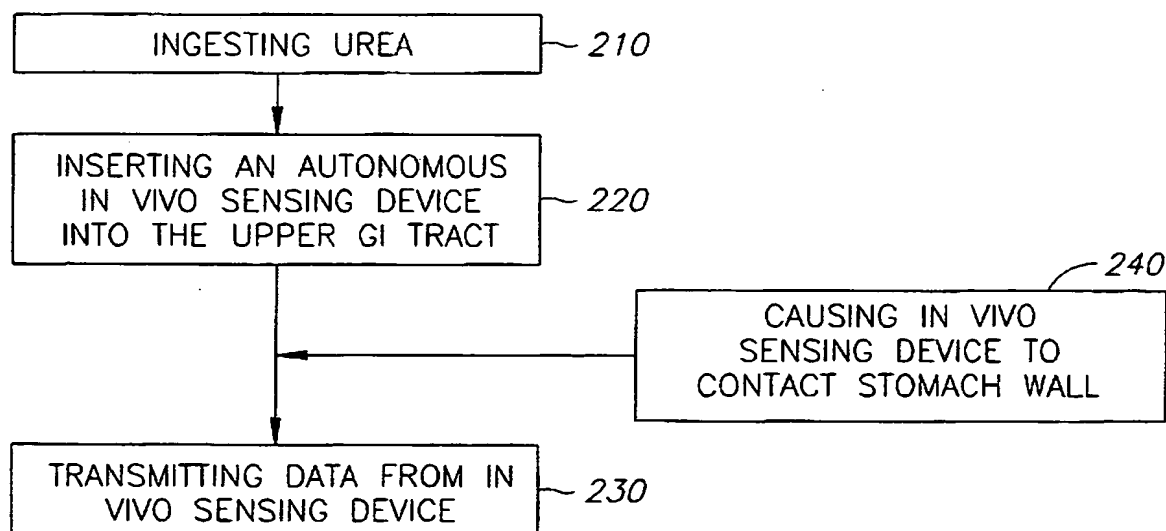 INGESTING UREA
210
INSERTING AN AUTONOMOUS
IN VIVO SENSING DEVICE
INTO THE UPPER GI TRACT
220
240
CAUSING IN VIVO
SENSING DEVICE TO
CONTACT STOMACH WALL
TRANSMITTING DATA FROM IN
VIVO SENSING DEVICE
230